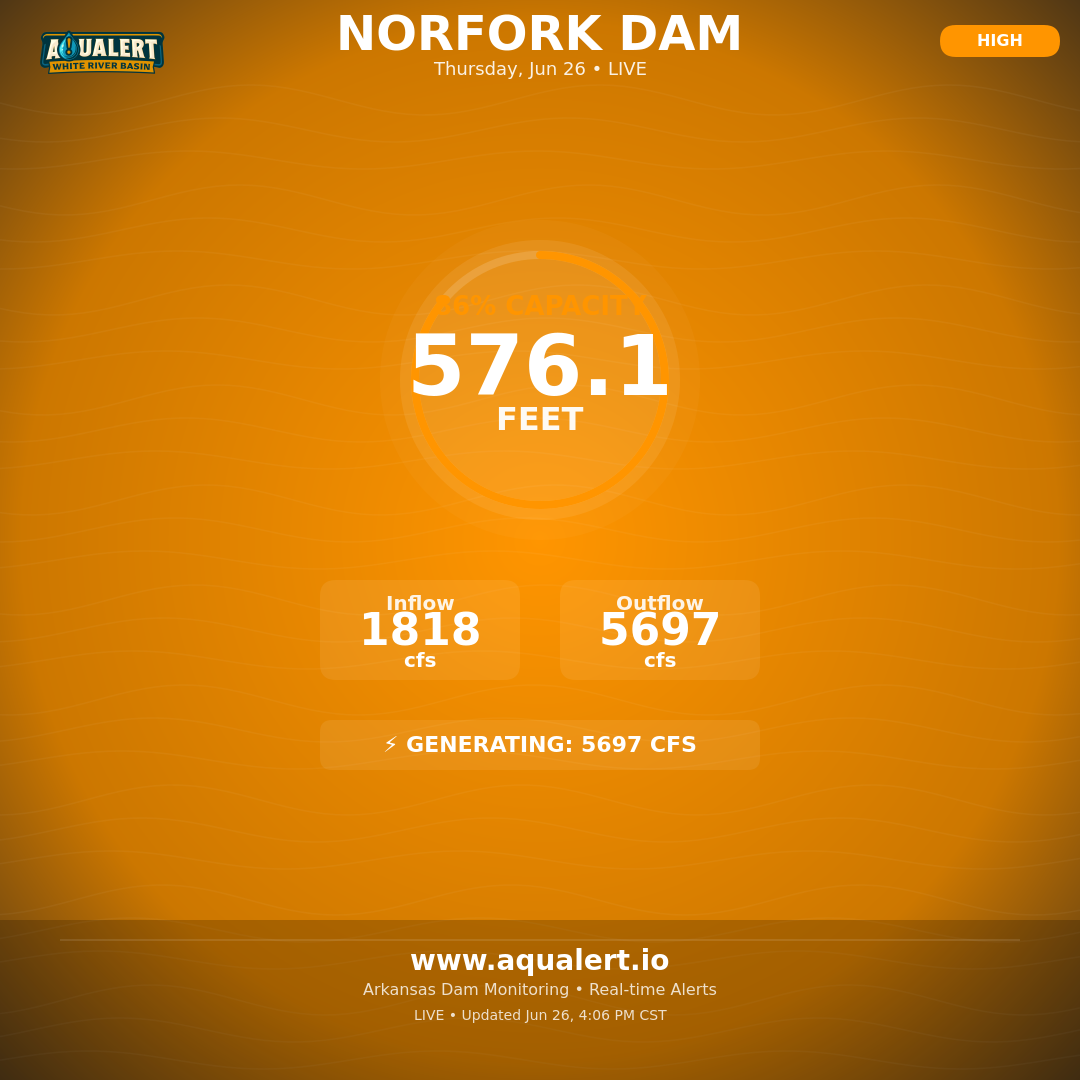 AQUALERT
WHITE RIVER BASIN
NORFORK DAM
Thursday, Jun 26 • LIVE
HIGH
86% CAPACITY
576.1
FEET
Inflow
1818
cfs
Outflow
5697
cfs
⚡ GENERATING: 5697 CFS
www.aqualert.io
Arkansas Dam Monitoring • Real-time Alerts
LIVE • Updated Jun 26, 4:06 PM CST